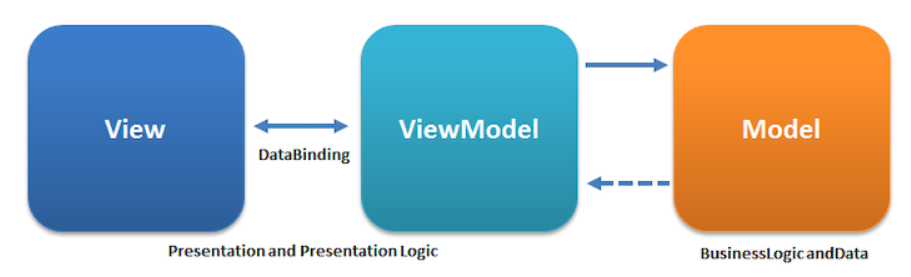 View
ViewModel
Model
DataBinding
Presentation and Presentation Logic
BusinessLogic andData